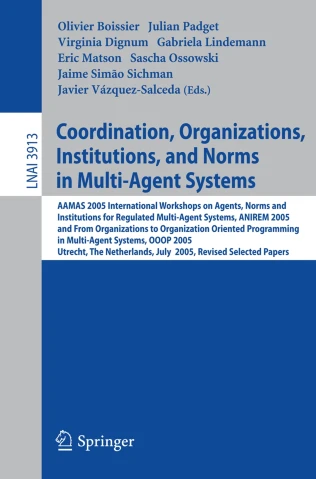 Olivier Boissier Julian Padget
Virginia Dignum Gabriela Lindemann
Eric Matson Sascha Ossowski
Jaime Simão Sichman
Javier Vázquez-Salceda (Eds.)
LNAI 3913
Coordination, Organizations,
Institutions, and Norms
in Multi-Agent Systems
AAMAS 2005 International Workshops on Agents, Norms and
Institutions for Regulated Multi-Agent Systems, ANIREM 2005
and From Organizations to Organization Oriented Programming
in Multi-Agent Systems, OOOP 2005
Utrecht, The Netherlands, July 2005, Revised Selected Papers
Springer